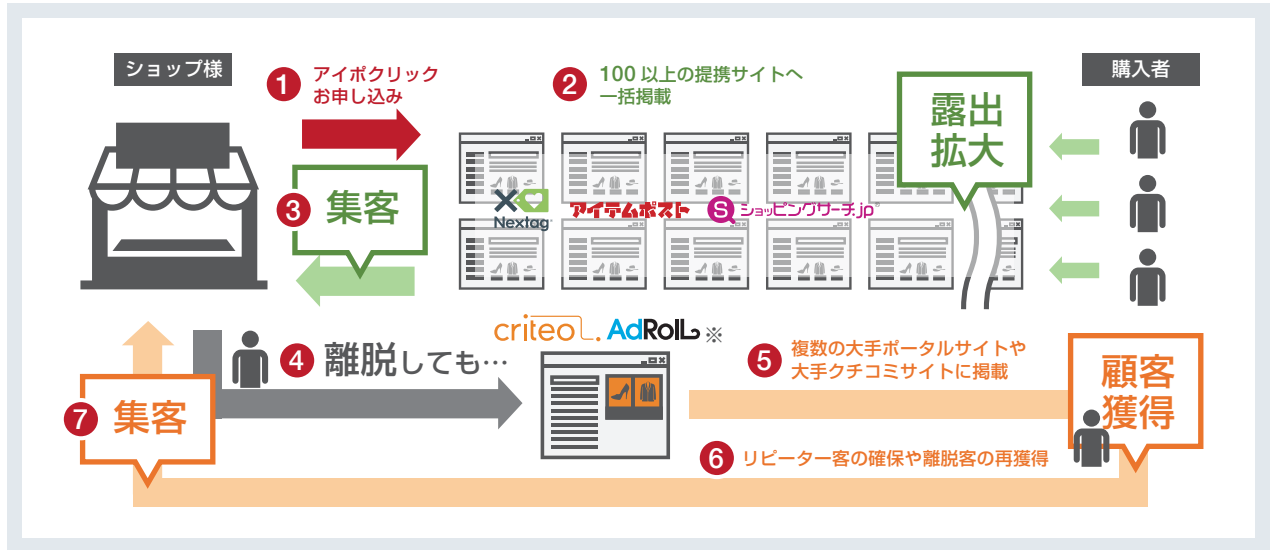 ショップ様
1
アイポクリック
お申し込み
2
100 以上の提携サイトへ
一括掲載
露出
拡大
購入者
3
集客
Nextag
アイテムポスト
S ショッピングサーチ.jp®
criteo. AdRoll ※
4
離脱しても…
5
複数の大手ポータルサイトや
大手クチコミサイトに掲載
顧客
獲得
7
集客
6
リピーター客の確保や離脱客の再獲得